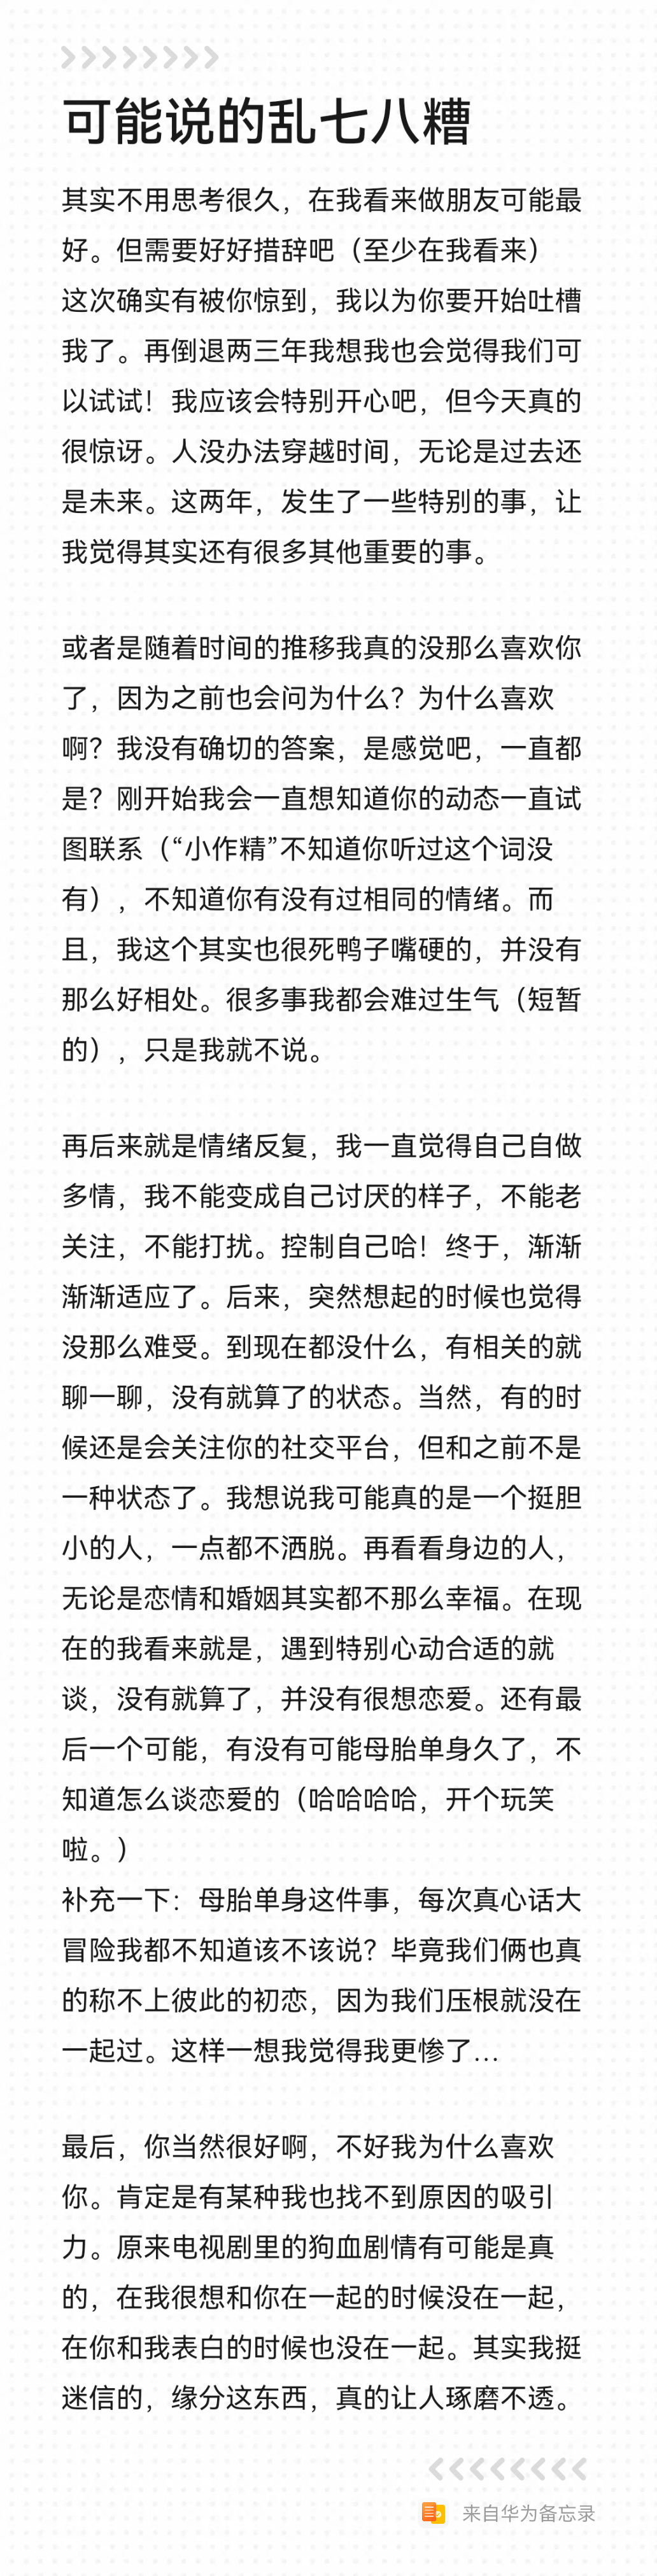 可能说的乱七八糟
其实不用思考很久，在我看来做朋友可能最
好。但需要好好措辞吧（至少在我看来）
这次确实有被你惊到，我以为你要开始吐槽
我了。再倒退两三年我想我也会觉得我们可
以试试！我应该会特别开心吧，但今天真的
很惊讶。人没办法穿越时间，无论是过去还
是未来。这两年，发生了一些特别的事，让
我觉得其实还有很多其他重要的事。
或者是随着时间的推移我真的没那么喜欢你
了，因为之前也会问为什么？为什么喜欢
啊？我没有确切的答案，是感觉吧，一直都
是？刚开始我会一直想知道你的动态一直试
图联系（“小作精”不知道你听过这个词没
有），不知道你有没有过相同的情绪。而
且，我这个其实也很死鸭子嘴硬的，并没有
那么好相处。很多事我都会难过生气（短暂
的），只是我就不说。
再后来就是情绪反复，我一直觉得自己自做
多情，我不能变成自己讨厌的样子，不能老
关注，不能打扰。控制自己哈！终于，渐渐
渐渐适应了。后来，突然想起的时候也觉得
没那么难受。到现在都没什么，有相关的就
聊一聊，没有就算了的状态。当然，有的时
候还是会关注你的社交平台，但和之前不是
一种状态了。我想说我可能真的是一个挺胆
小的人，一点都不洒脱。再看看身边的人，
无论是恋情和婚姻其实都不那么幸福。在现
在的我看来就是，遇到特别心动合适的就
谈，没有就算了，并没有很想恋爱。还有最
后一个可能，有没有可能母胎单身久了，不
知道怎么谈恋爱的（哈哈哈哈，开个玩笑
啦。）
补充一下：母胎单身这件事，每次真心话大
冒险我都不知道该不该说？毕竟我们俩也真
的称不上彼此的初恋，因为我们压根就没在
一起过。这样一想我觉得我更惨了...
最后，你当然很好啊，不好我为什么喜欢
你。肯定是有某种我也找不到原因的吸引
力。原来电视剧里的狗血剧情有可能是真
的，在我很想和你在一起的时候没在一起，
在你和我表白的时候也没在一起。其实我挺
迷信的，缘分这东西，真的让人琢磨不透。
来自华为备忘录